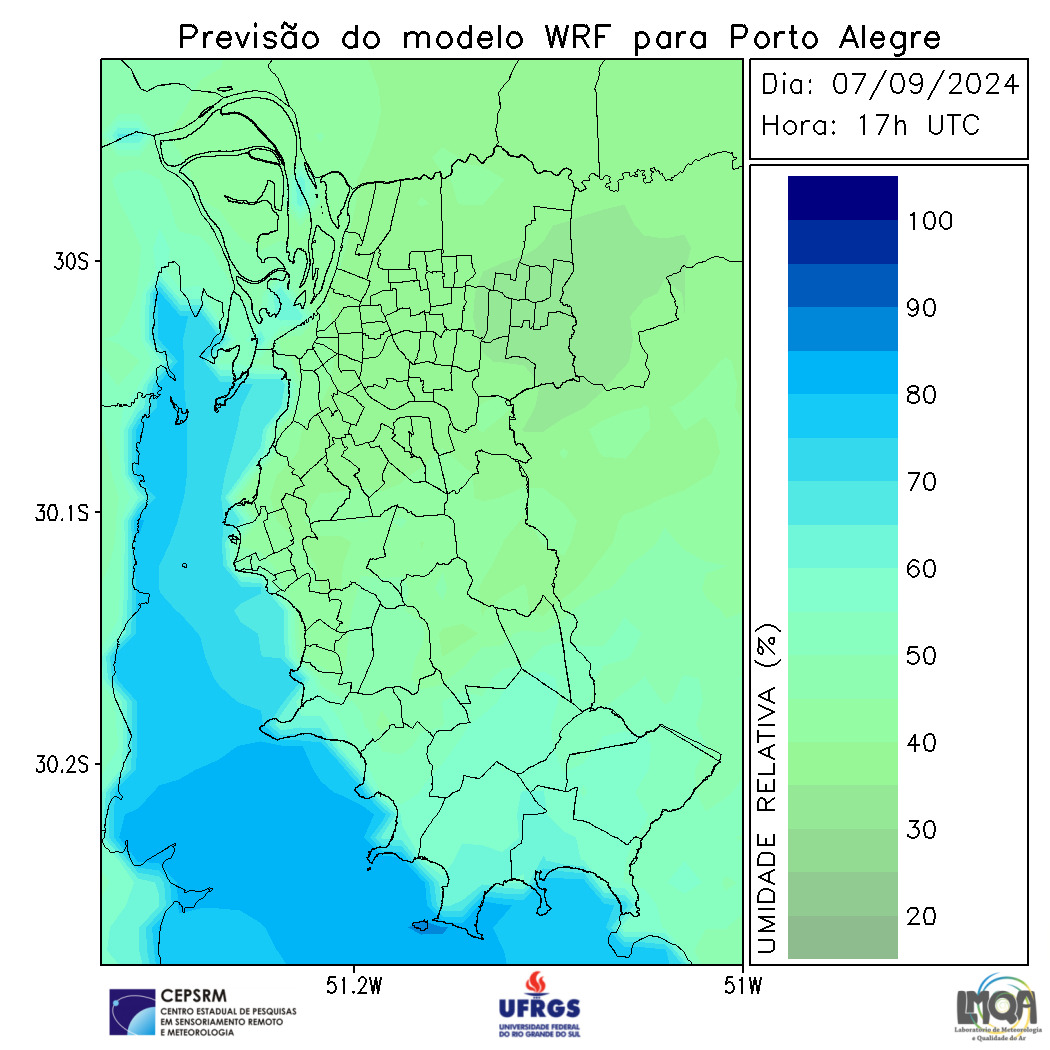 Previsão do modelo WRF para Porto Alegre
Dia: 07/09/2024
Hora: 17h UTC
30S
30.1S
30.2S
51.2W
51W
100
90
80
70
60
50
40
30
20
UMIDADE RELATIVA (%)
CEPSRM
CENTRO ESTADUAL DE PESQUISAS
EM SENSORIAMENTO REMOTO
E METEOROLOGIA
UFRGS
UNIVERSIDADE FEDERAL
DO RIO GRANDE DO SUL
LMQA
Laboratório de Meteorologia
e Qualidade do Ar